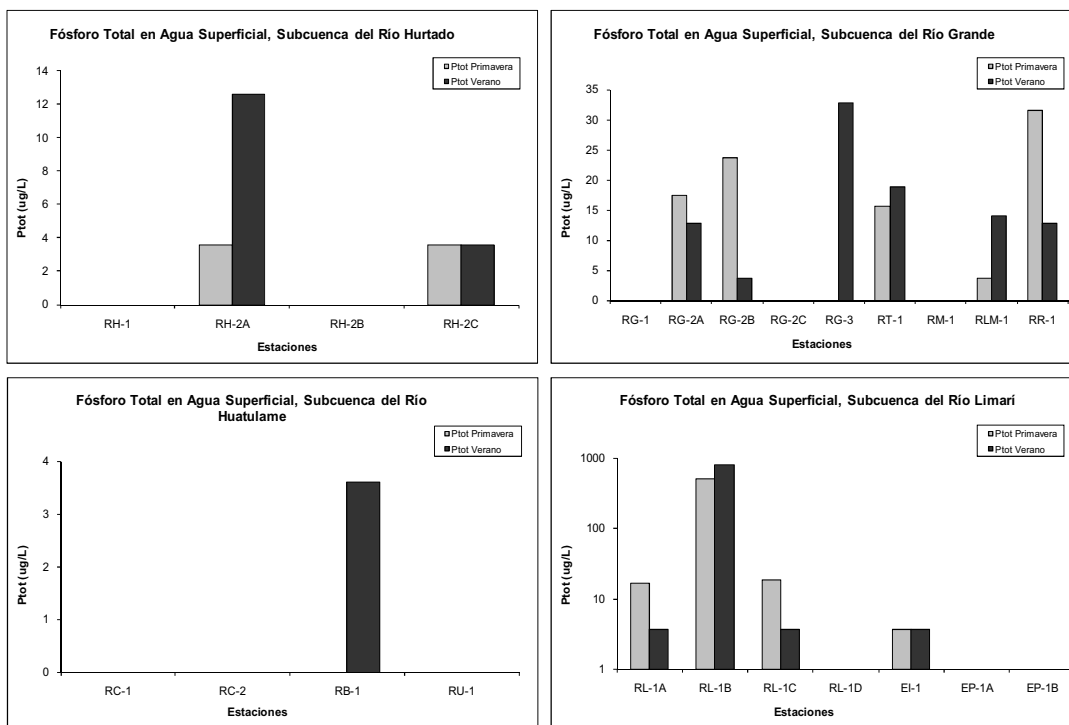 Fósforo Total en Agua Superficial, Subcuenca del Río Hurtado
Ptot Primavera
Ptot Verano
14
12
10
8
6
4
2
0
Ptot (ug/L)
RH-1 RH-2A RH-2B RH-2C
Estaciones
Fósforo Total en Agua Superficial, Subcuenca del Río Grande
Ptot Primavera
Ptot Verano
35
30
25
20
15
10
5
0
Ptot (ug/L)
RG-1 RG-2A RG-2B RG-2C RG-3 RT-1 RM-1 RLM-1 RR-1
Estaciones
Fósforo Total en Agua Superficial, Subcuenca del Río
Huatulame
Ptot Primavera
Ptot Verano
4
3
2
1
0
Ptot (ug/L)
RC-1 RC-2 RB-1 RU-1
Estaciones
Fósforo Total en Agua Superficial, Subcuenca del Río Limarí
Ptot Primavera
Ptot Verano
1000
100
10
1
Ptot (ug/L)
RL-1A RL-1B RL-1C RL-1D EI-1 EP-1A EP-1B
Estaciones